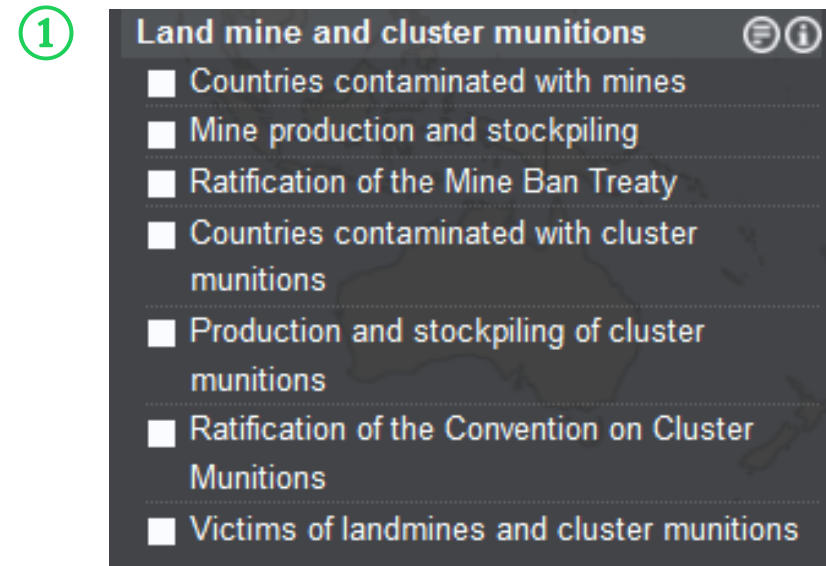 1
Land mine and cluster munitions
Countries contaminated with mines
Mine production and stockpiling
Ratification of the Mine Ban Treaty
Countries contaminated with cluster
munitions
Production and stockpiling of cluster
munitions
Ratification of the Convention on Cluster
Munitions
Victims of landmines and cluster munitions